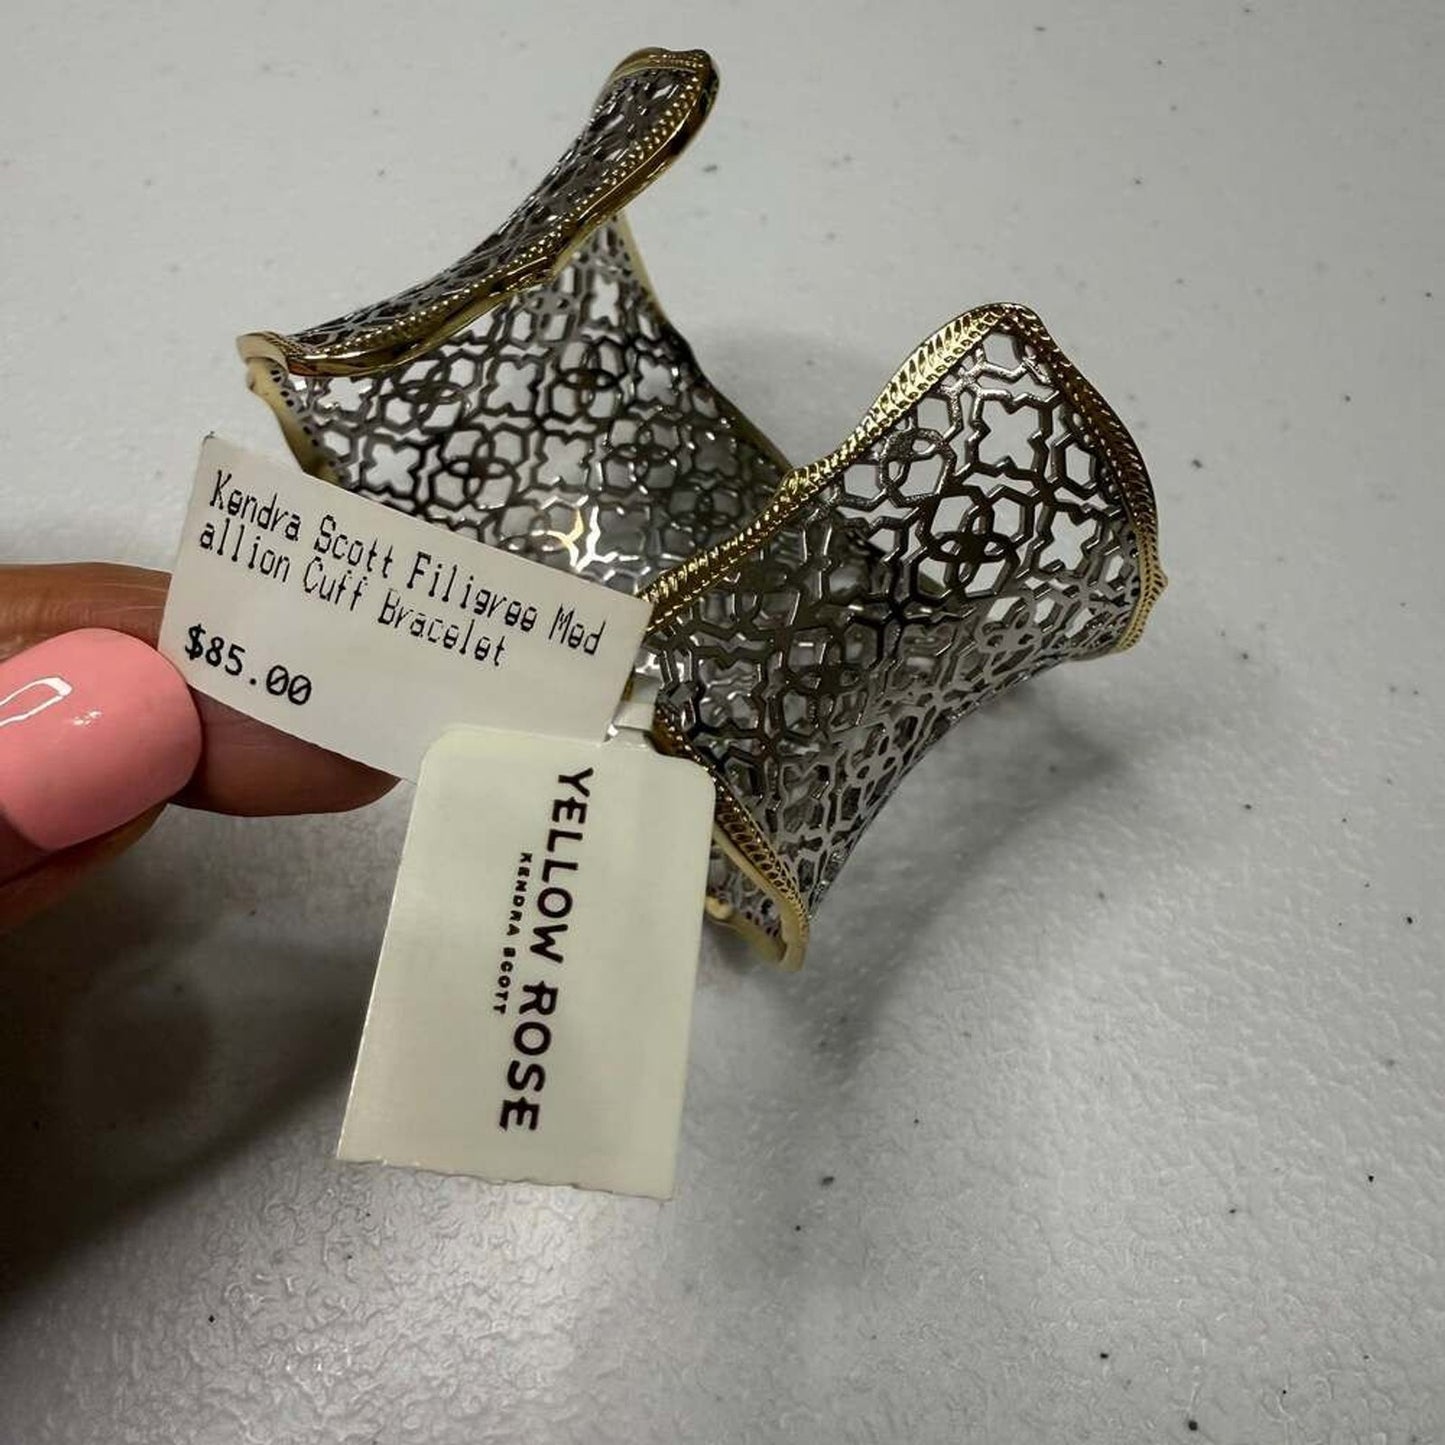 Kendra Scott Filigree Med
allion Cuff Bracelet
$85.00
YELLOW ROSE
KENDRA SCOTT